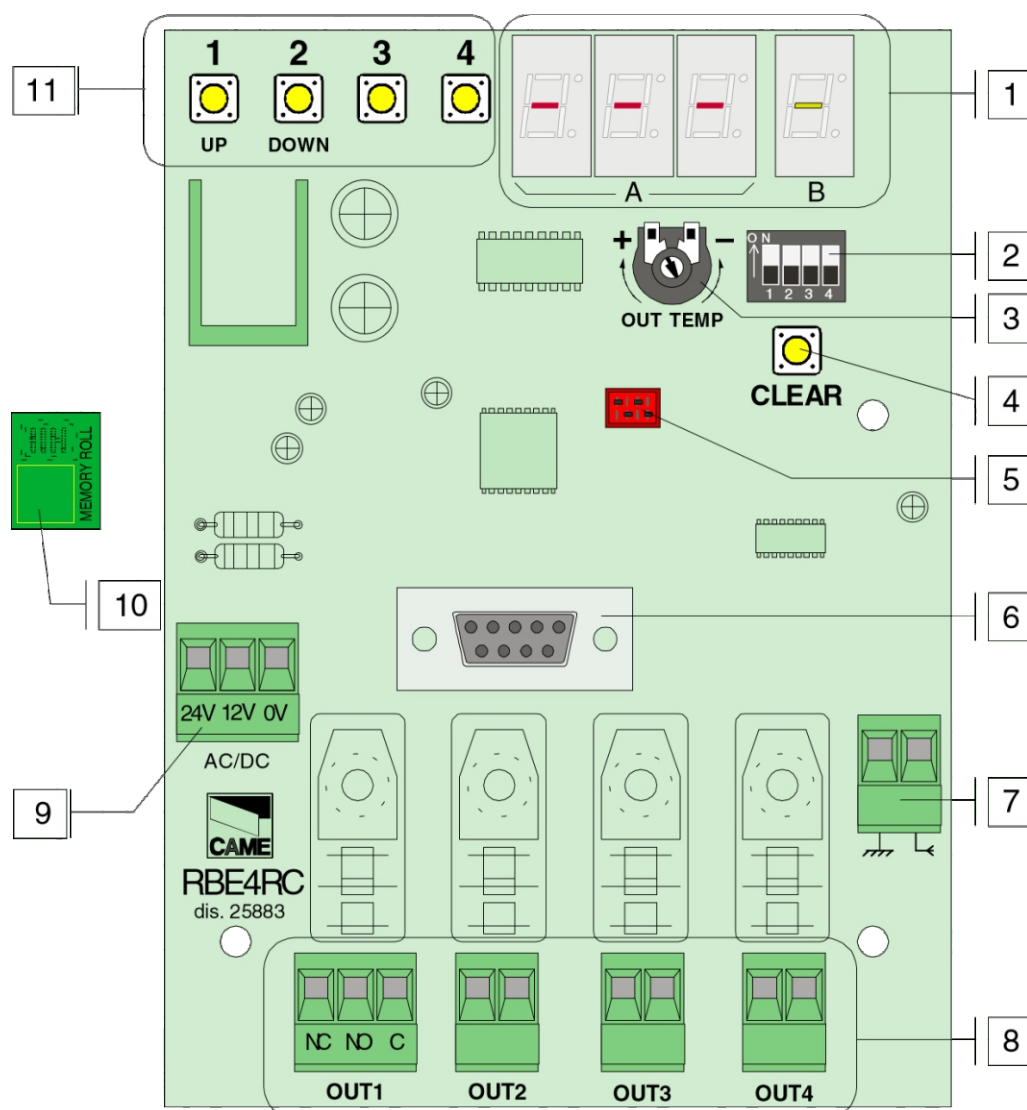 1 2 3 4
UP DOWN
11
1
A B
+ −
ON
1 2 3 4
2
OUT TEMP
3
CLEAR
4
MEMORY ROLL
5
10
6
24V 12V 0V
AC/DC
9
7
CAME
RBE4RC
dis. 25883
NC NO C
8
OUT1 OUT2 OUT3 OUT4